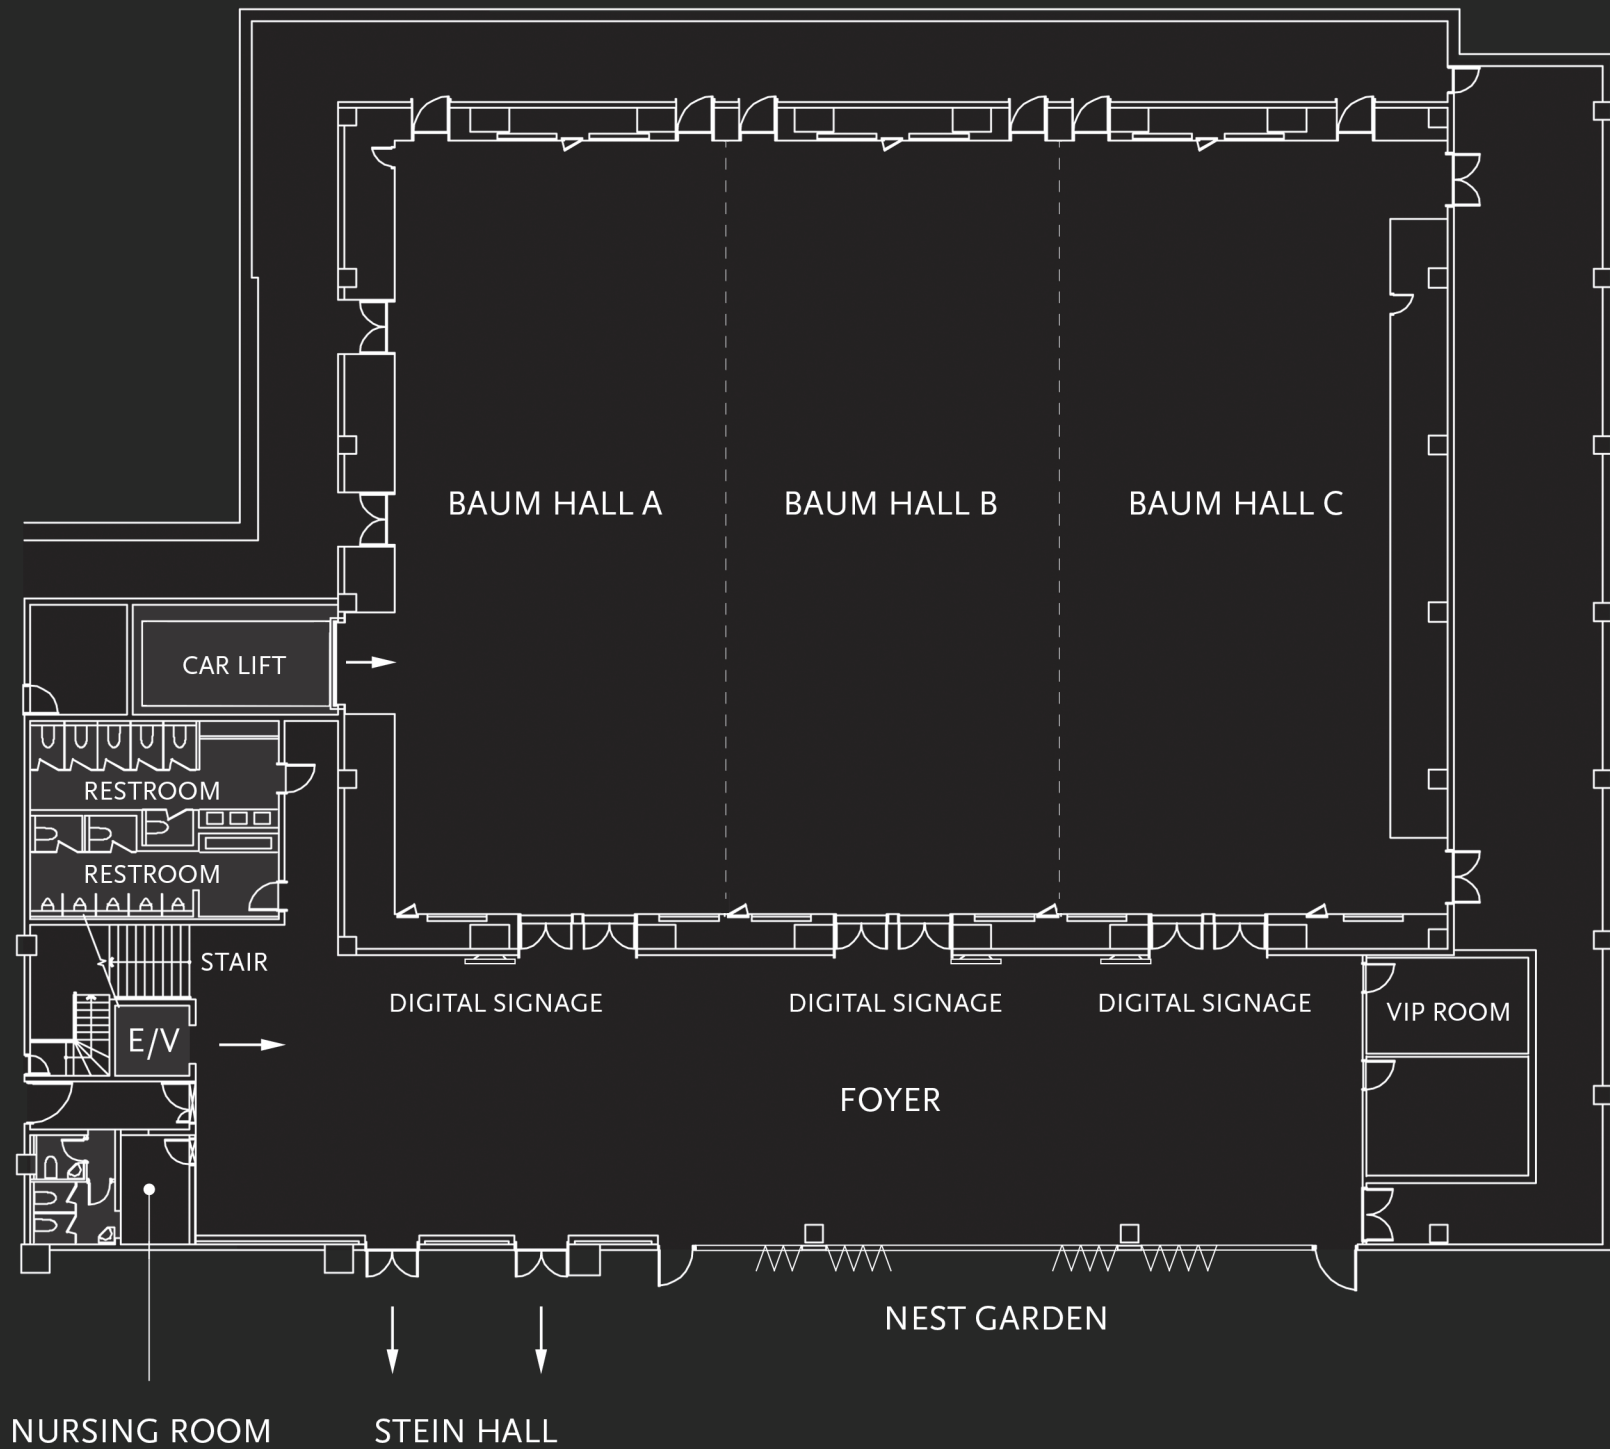 BAUM HALL A
BAUM HALL B
BAUM HALL C
CAR LIFT
RESTROOM
RESTROOM
STAIR
DIGITAL SIGNAGE
DIGITAL SIGNAGE
DIGITAL SIGNAGE
VIP ROOM
E/V
FOYER
NEST GARDEN
NURSING ROOM
STEIN HALL